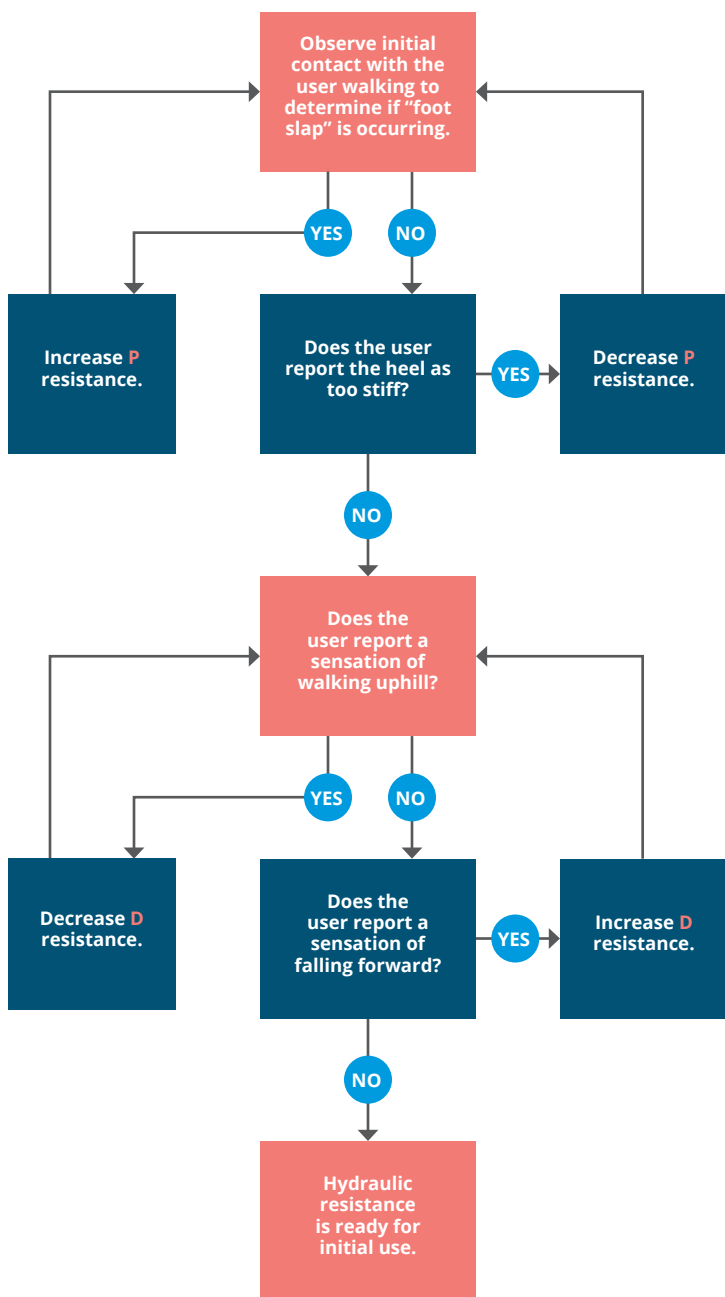 Observe initial
contact with the
user walking to
determine if “foot
slap” is occurring.
YES
NO
Increase P
resistance.
Does the user
report the heel as
too stiff?
YES
Decrease P
resistance.
NO
Does the
user report a
sensation of
walking uphill?
YES
NO
Decrease D
resistance.
Does the
user report a
sensation of
falling forward?
YES
Increase D
resistance.
NO
Hydraulic
resistance
is ready for
initial use.